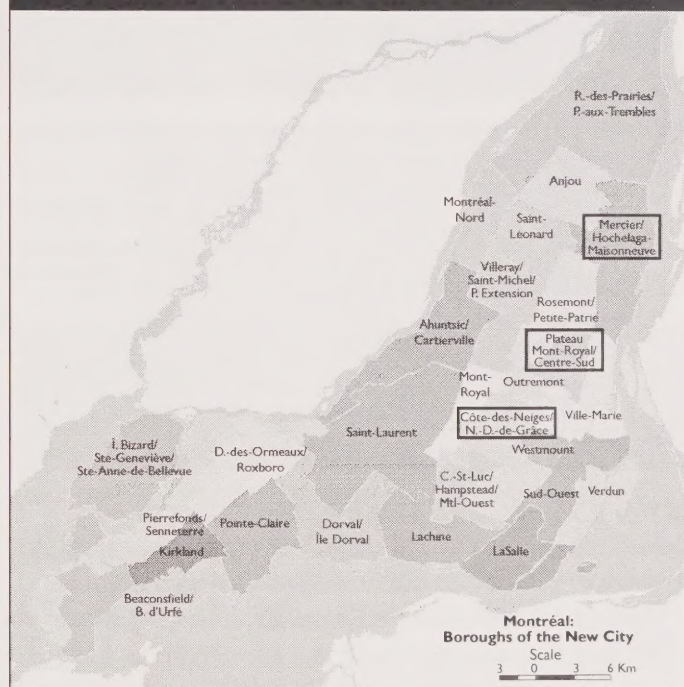 R.-des-Prairies/
P.-aux-Trembles
Anjou
Montréal-
Nord
Saint-
Léonard
Mercier/
Hochelaga-
Maisonneuve
Villeray/
Saint-Michel/
P. Extension
Rosemont/
Petite-Patrie
Ahuntsic/
Cartierville
Plateau
Mont-Royal/
Centre-Sud
Mont-
Royal
Outremont
Côte-des-Neiges/
N.-D.-de-Grâce
Ville-Marie
Saint-Laurent
Westmount
Î. Bizard/
Ste-Geneviève/
Ste-Anne-de-Bellevue
D.-des-Ormeaux/
Roxboro
C.-St-Luc/
Hampstead/
Mtl-Ouest
Sud-Ouest
Verdun
Pierrefonds/
Senneterre
Pointe-Claire
Dorval/
Île Dorval
Lachine
LaSalle
Kirkland
Beaconsfield/
B. d'Urfé
Montréal:
Boroughs of the New City
Scale
3 0 3 6 Km